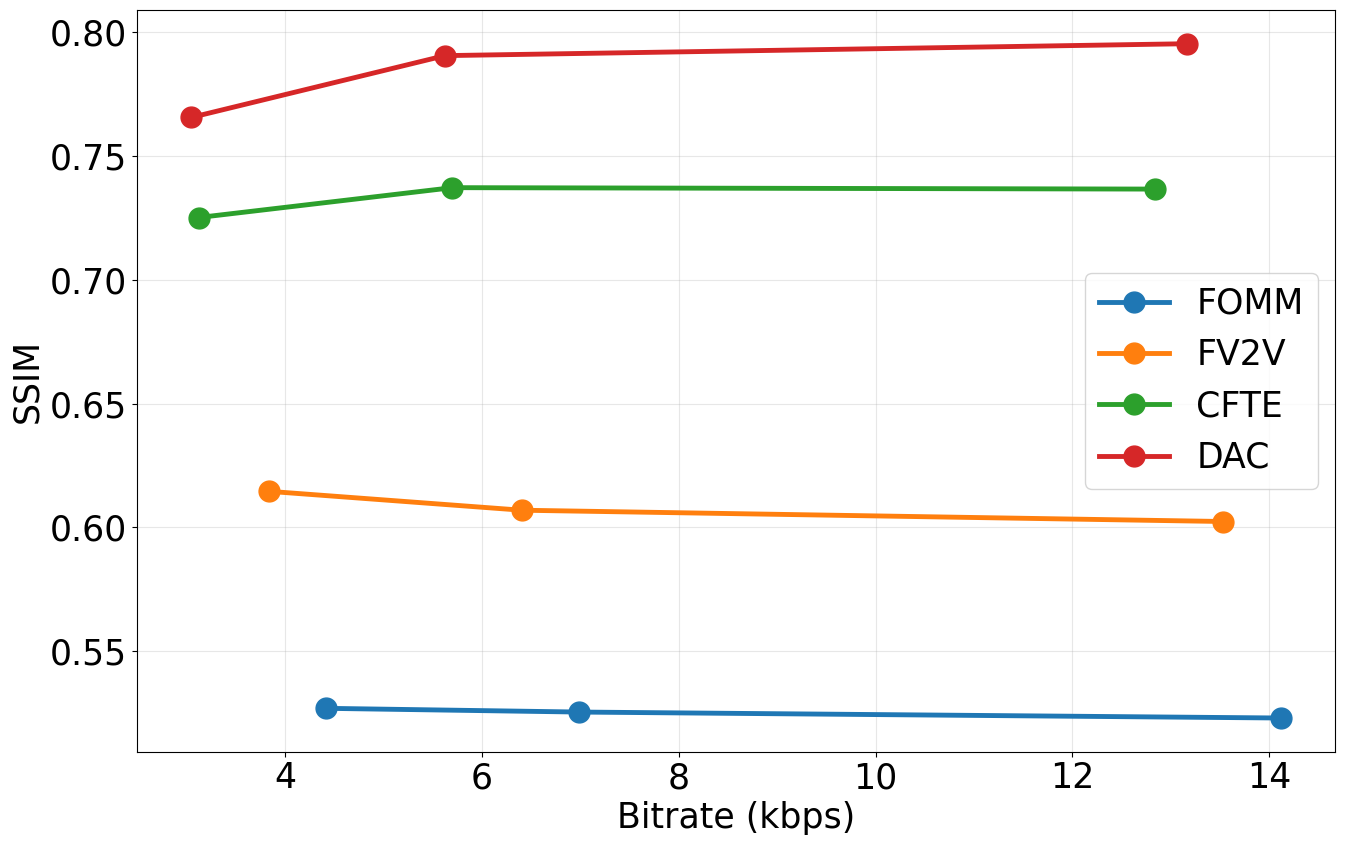 0.80
0.75
0.70
0.65
0.60
0.55
SSIM
FOMM
FV2V
CFTE
DAC
4 6 8 10 12 14
Bitrate (kbps)